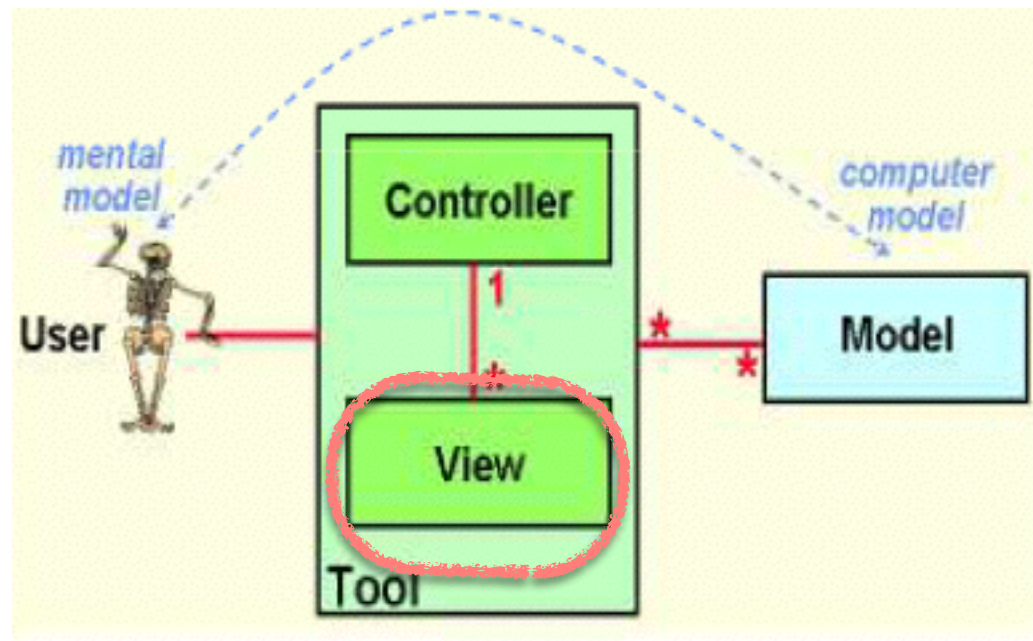 mental
model
Controller
computer
model
1
User
*
Model
*
*
View
Tool